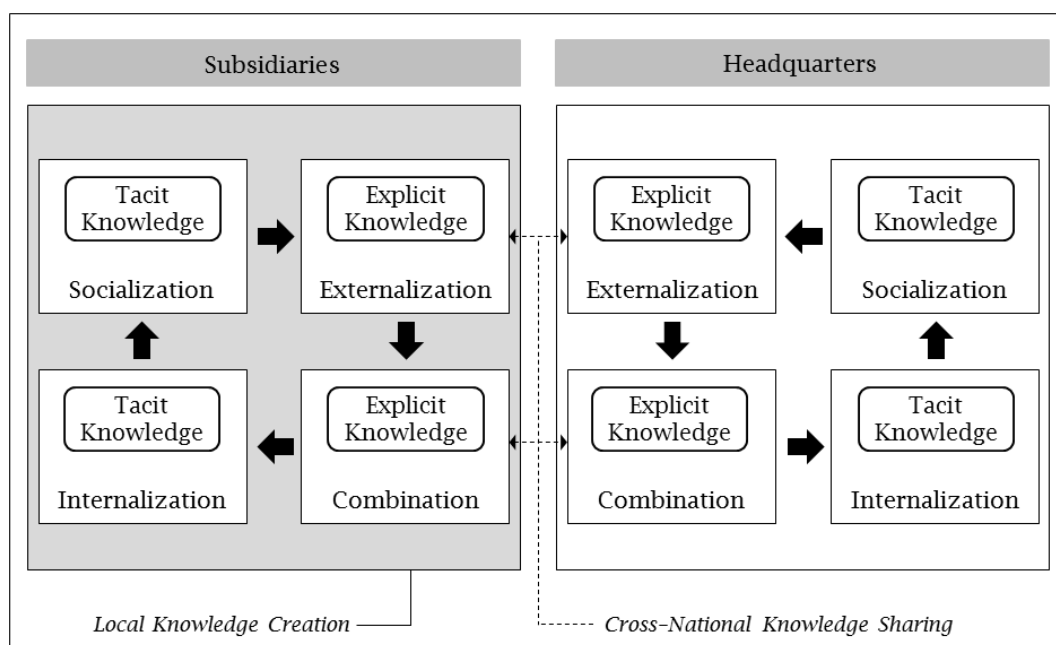 Subsidiaries
Headquarters
Tacit
Knowledge
Socialization
Explicit
Knowledge
Externalization
Explicit
Knowledge
Externalization
Tacit
Knowledge
Socialization
Tacit
Knowledge
Internalization
Explicit
Knowledge
Combination
Explicit
Knowledge
Combination
Tacit
Knowledge
Internalization
Local Knowledge Creation
Cross-National Knowledge Sharing